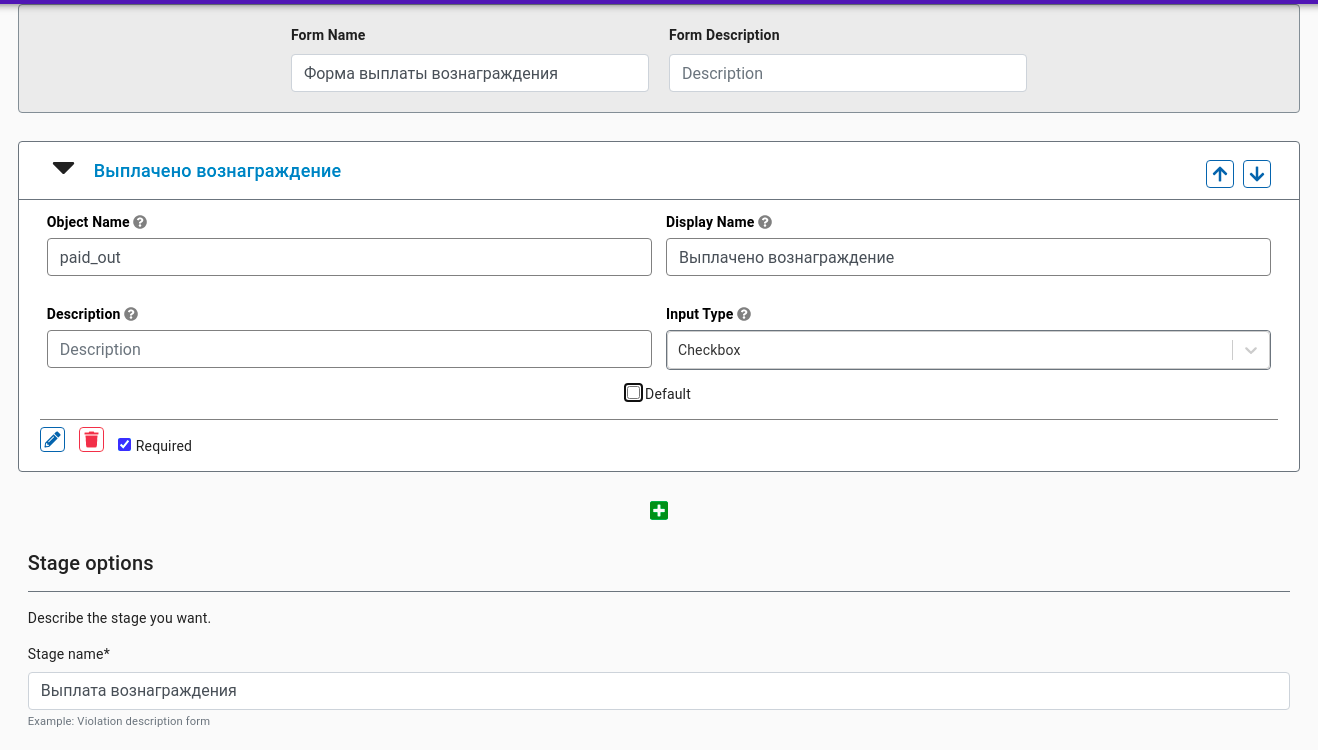 Form Name
Form Description
Форма выплаты вознаграждения
Description
Выплачено вознаграждение
Object Name
Display Name
paid_out
Выплачено вознаграждение
Description
Input Type
Description
Checkbox
Default
Required
Stage options
Describe the stage you want.
Stage name*
Выплата вознаграждения
Example: Violation description form